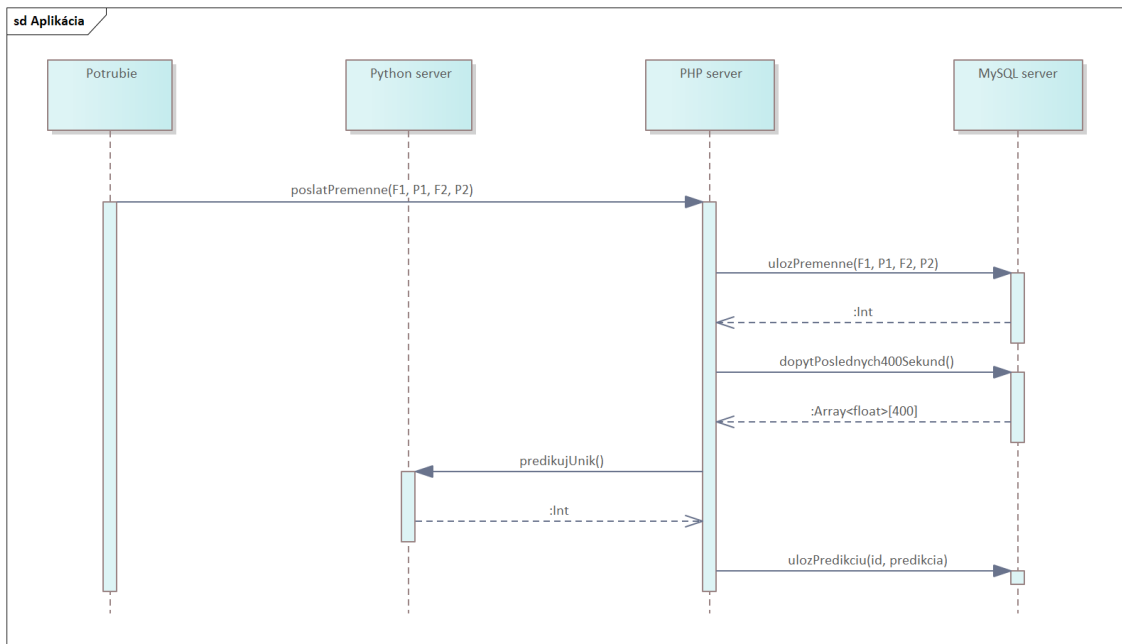 sd Aplikácia
Potrubie
Python server
PHP server
MySQL server
poslatPremenne(F1, P1, F2, P2)
ulozPremenne(F1, P1, F2, P2)
:Int
dopytPoslednych400Sekund()
:Array<float>[400]
predikujUnik()
:Int
ulozPredikciu(id, predikcia)